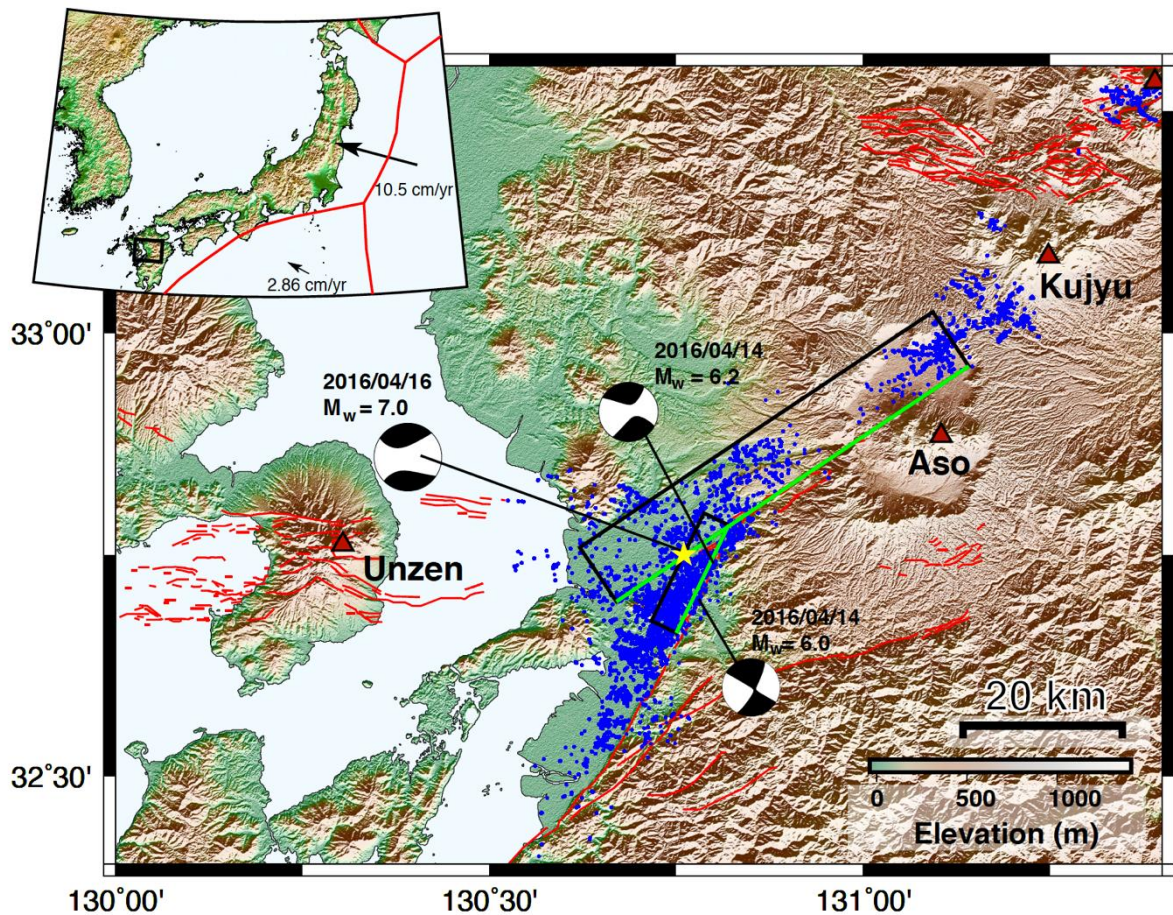 10.5 cm/yr
2.86 cm/yr
Kujyu
33˚00'
2016/04/14
Mw = 6.2
2016/04/16
Mw = 7.0
Aso
Unzen
2016/04/14
Mw = 6.0
20 km
32˚30'
0 500 1000
Elevation (m)
130˚00' 130˚30' 131˚00'